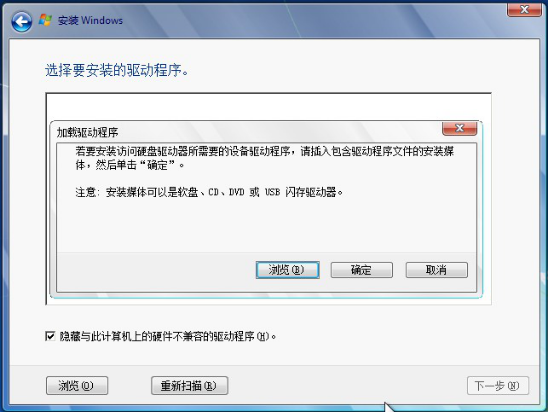 安装 Windows
选择要安装的驱动程序。
加载驱动程序
若要安装访问硬盘驱动器所需要的设备驱动程序，请插入包含驱动程序文件的安装媒
体，然后单击“确定”。
注意: 安装媒体可以是软盘、CD、DVD 或 USB 闪存驱动器。
浏览(B) 确定 取消
隐藏与此计算机上的硬件不兼容的驱动程序(H)。
浏览(O) 重新扫描(R) 下一步(N)